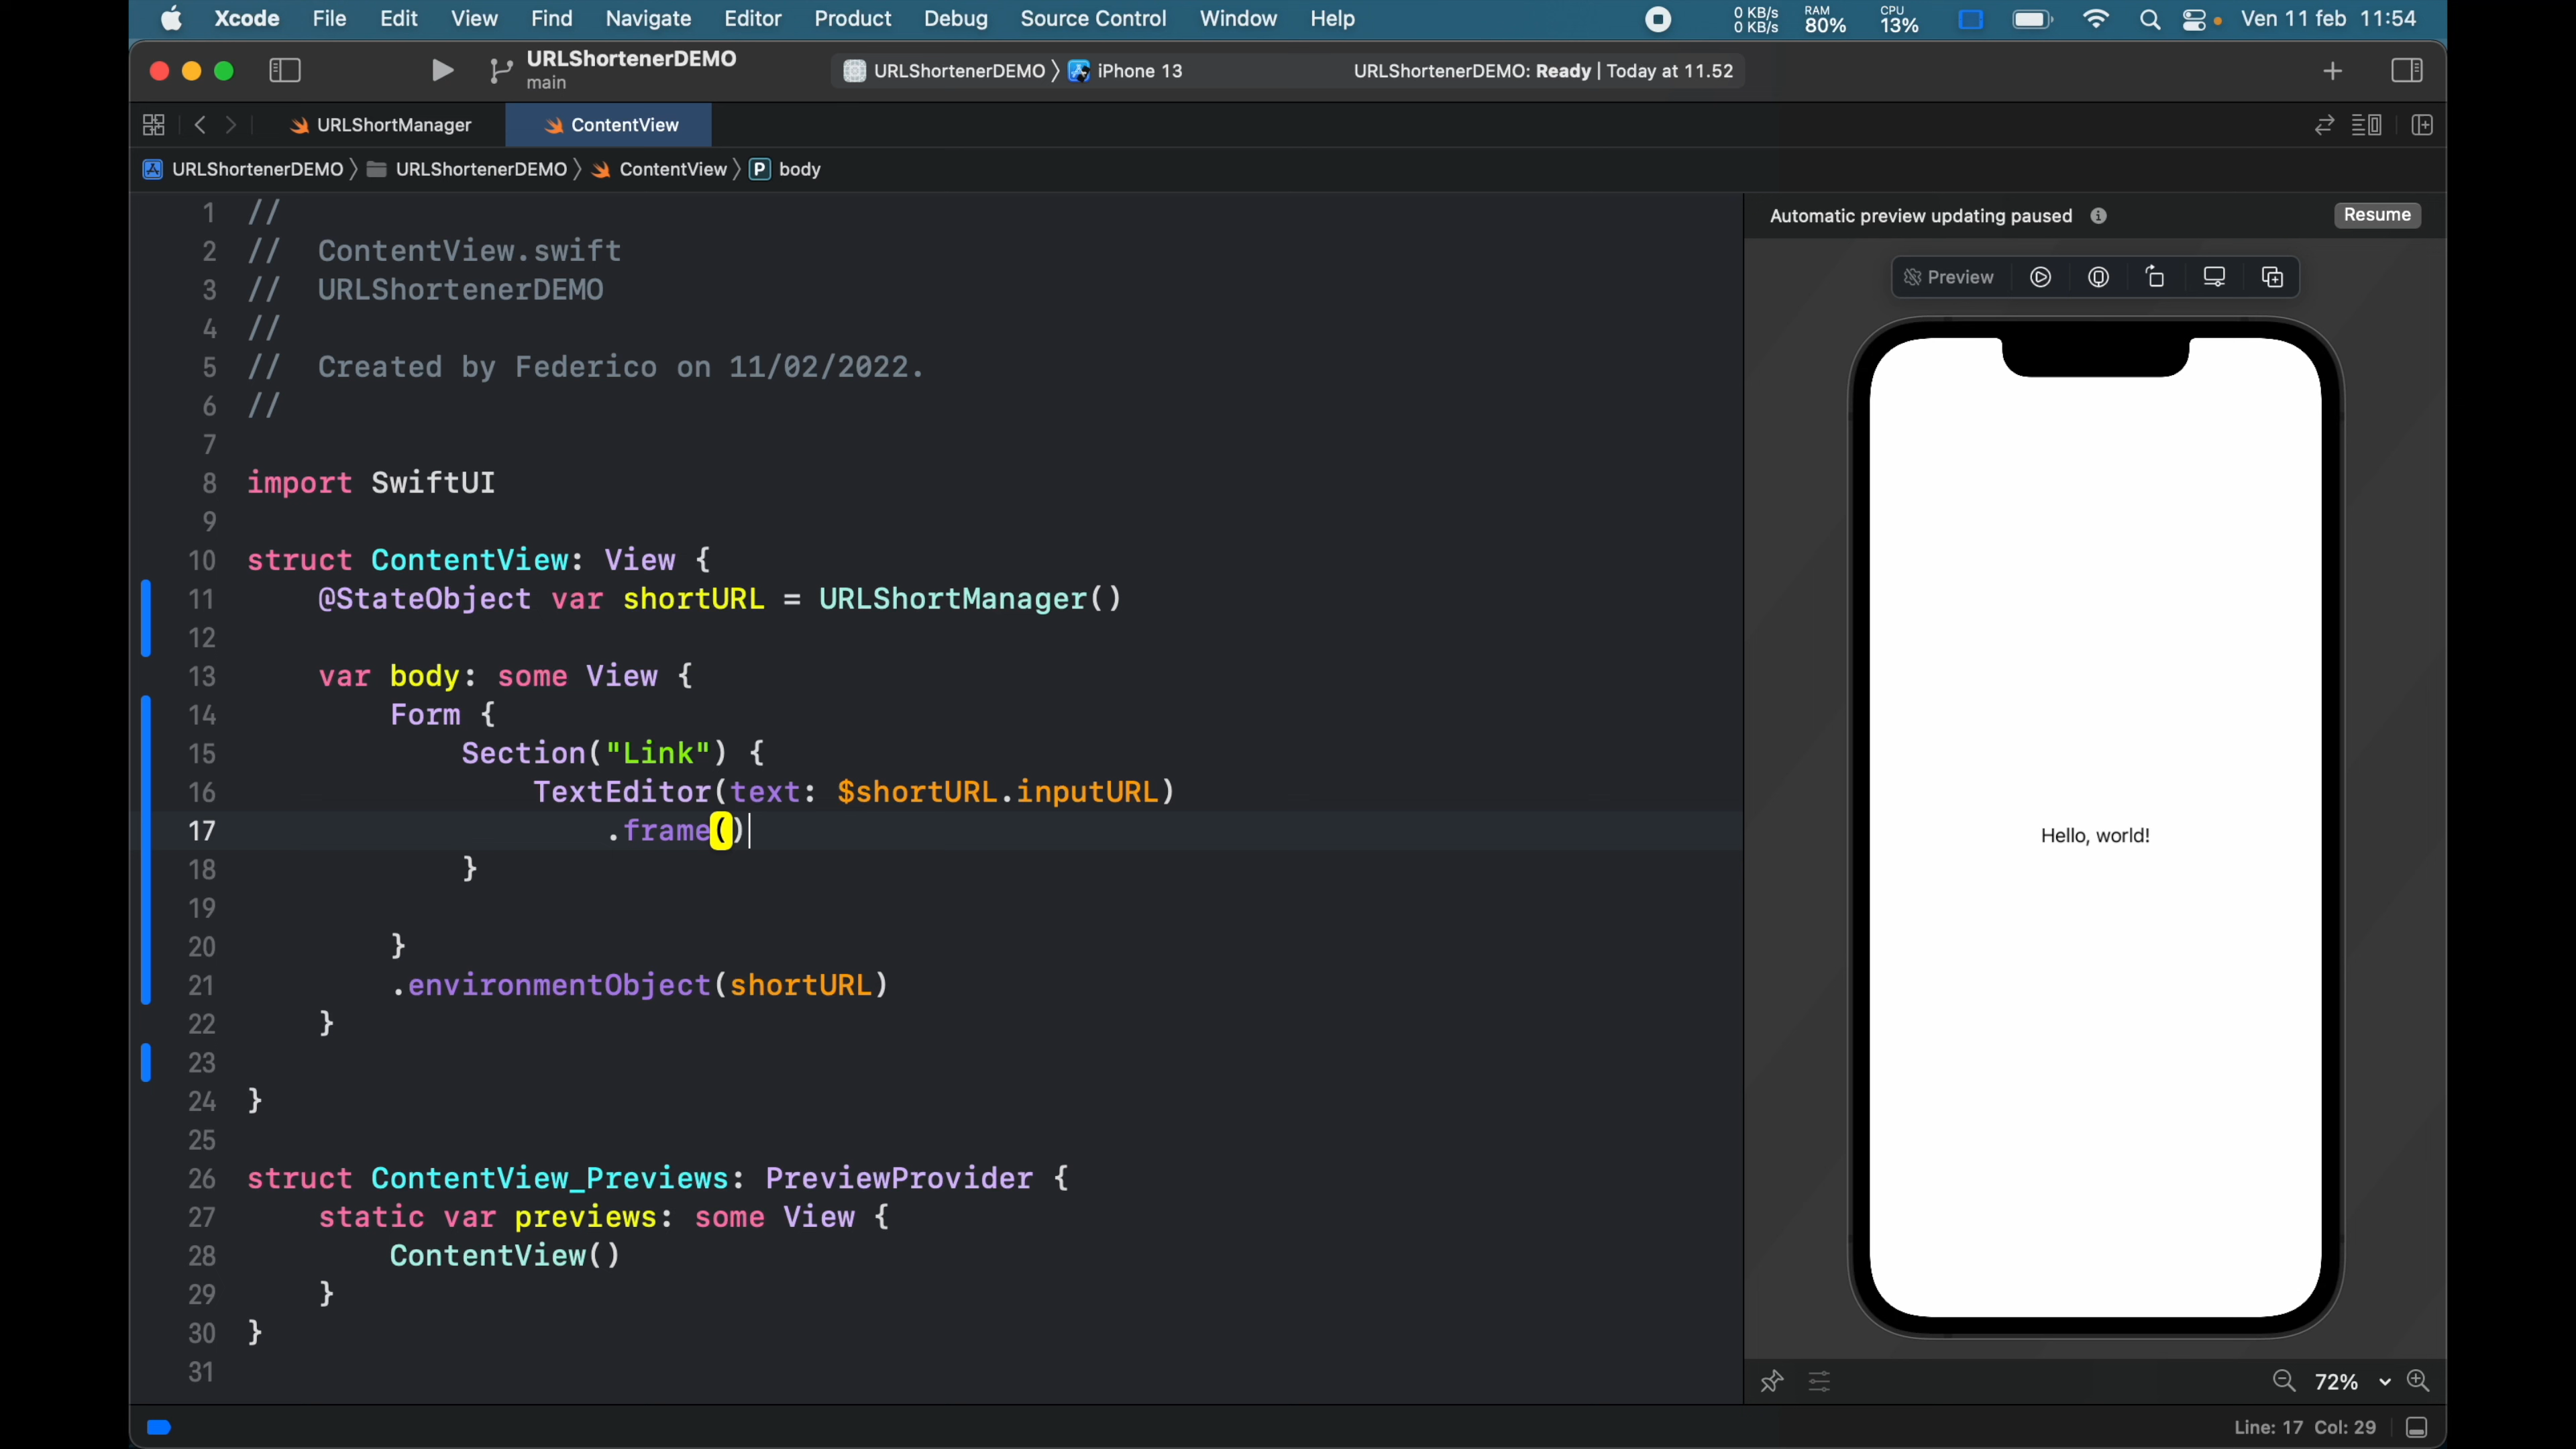 Xcode File Edit View Find Navigate Editor Product Debug Source Control Window Help 0 KB/s 0 KB/s RAM 80% CPU 13% Ven 11 feb 11:54
URLShortenerDEMO
main
URLShortenerDEMO 〉 iPhone 13 URLShortenerDEMO: Ready | Today at 11.52
URLShortManager ContentView
URLShortenerDEMO 〉 URLShortenerDEMO 〉 ContentView 〉 P body
1 //
2 //  ContentView.swift
3 //  URLShortenerDEMO
4 //
5 //  Created by Federico on 11/02/2022.
6 //
7
8 import SwiftUI
9
10 struct ContentView: View {
11     @StateObject var shortURL = URLShortManager()
12
13     var body: some View {
14         Form {
15             Section("Link") {
16                 TextEditor(text: $shortURL.inputURL)
17                     .frame()
18             }
19
20         }
21         .environmentObject(shortURL)
22     }
23
24 }
25
26 struct ContentView_Previews: PreviewProvider {
27     static var previews: some View {
28         ContentView()
29     }
30 }
31
Automatic preview updating paused Resume
Preview
Hello, world!
72%
Line: 17 Col: 29